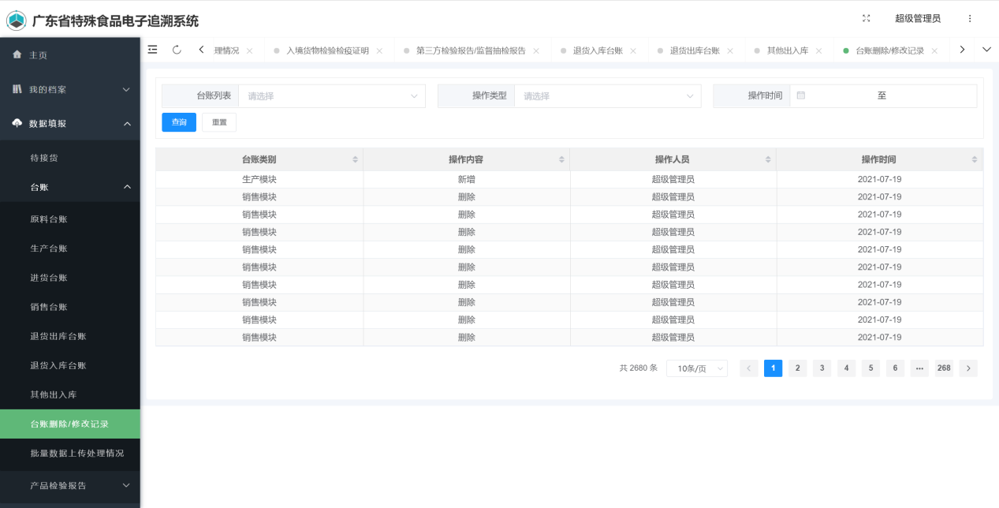 广东省特殊食品电子追溯系统
超级管理员
主页
我的档案
数据填报
待接货
台账
原料台账
生产台账
进货台账
销售台账
退货出库台账
退货入库台账
其他出入库
台账删除/修改记录
批量数据上传处理情况
产品检验报告
理情况 入境货物检验检疫证明 第三方检验报告/监督抽检报告 退货入库台账 退货出库台账 其他出入库 台账删除/修改记录
台账列表 请选择 操作类型 请选择 操作时间 至
查询 重置
台账类别 操作内容 操作人员 操作时间
生产模块 新增 超级管理员 2021-07-19
销售模块 删除 超级管理员 2021-07-19
销售模块 删除 超级管理员 2021-07-19
销售模块 删除 超级管理员 2021-07-19
销售模块 删除 超级管理员 2021-07-19
销售模块 删除 超级管理员 2021-07-19
销售模块 删除 超级管理员 2021-07-19
销售模块 删除 超级管理员 2021-07-19
销售模块 删除 超级管理员 2021-07-19
销售模块 删除 超级管理员 2021-07-19
共 2680 条 10条/页 1 2 3 4 5 6 ••• 268